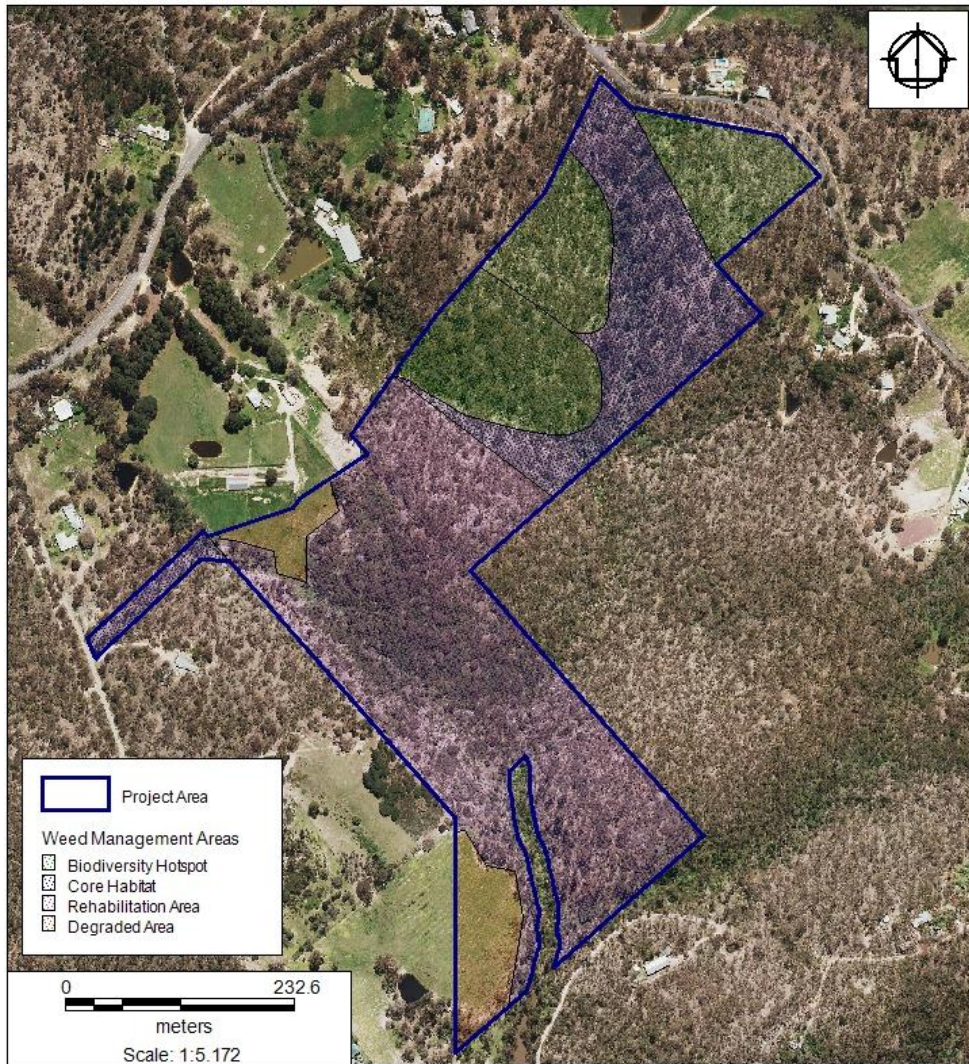 Project Area
Weed Management Areas
Biodiversity Hotspot
Core Habitat
Rehabilitation Area
Degraded Area
0 232.6
meters
Scale: 1:5.172